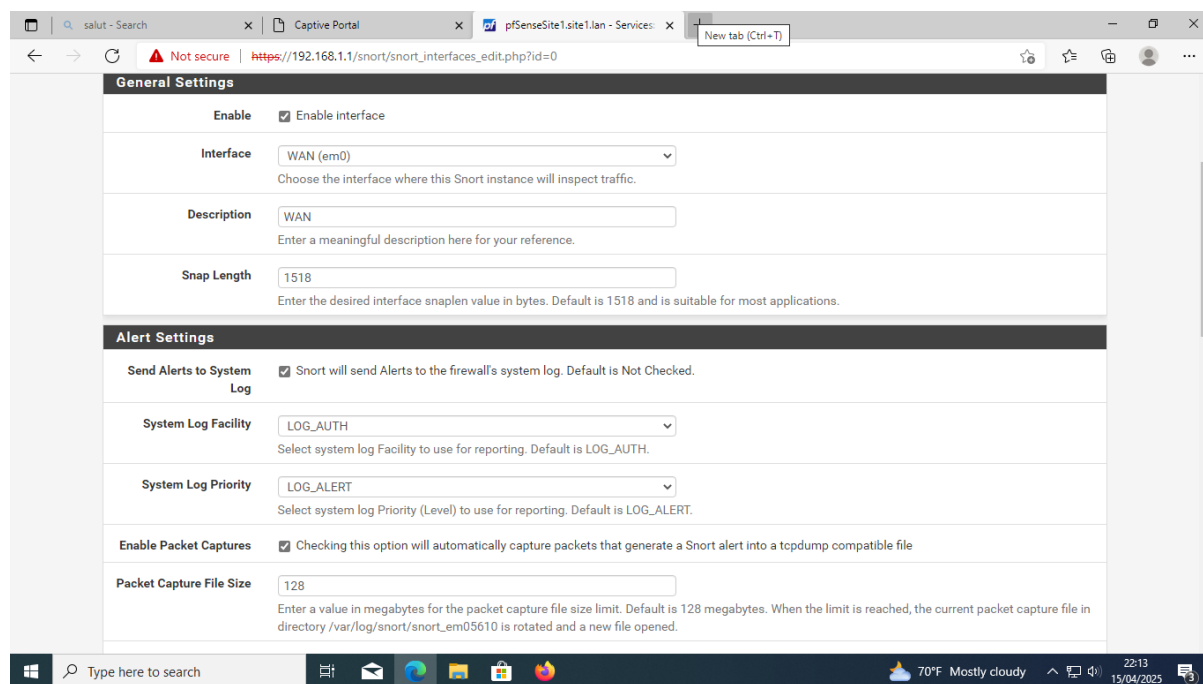 salut - Search
Captive Portal
pfSenseSite1.site1.lan - Services:
New tab (Ctrl+T)
Not secure
https://192.168.1.1/snort/snort_interfaces_edit.php?id=0
General Settings
Enable
Enable interface
Interface
WAN (em0)
Choose the interface where this Snort instance will inspect traffic.
Description
WAN
Enter a meaningful description here for your reference.
Snap Length
1518
Enter the desired interface snaplen value in bytes. Default is 1518 and is suitable for most applications.
Alert Settings
Send Alerts to System
Log
Snort will send Alerts to the firewall's system log. Default is Not Checked.
System Log Facility
LOG_AUTH
Select system log Facility to use for reporting. Default is LOG_AUTH.
System Log Priority
LOG_ALERT
Select system log Priority (Level) to use for reporting. Default is LOG_ALERT.
Enable Packet Captures
Checking this option will automatically capture packets that generate a Snort alert into a tcpdump compatible file
Packet Capture File Size
128
Enter a value in megabytes for the packet capture file size limit. Default is 128 megabytes. When the limit is reached, the current packet capture file in
directory /var/log/snort/snort_em05610 is rotated and a new file opened.
Type here to search
70°F Mostly cloudy
22:13
15/04/2025
3